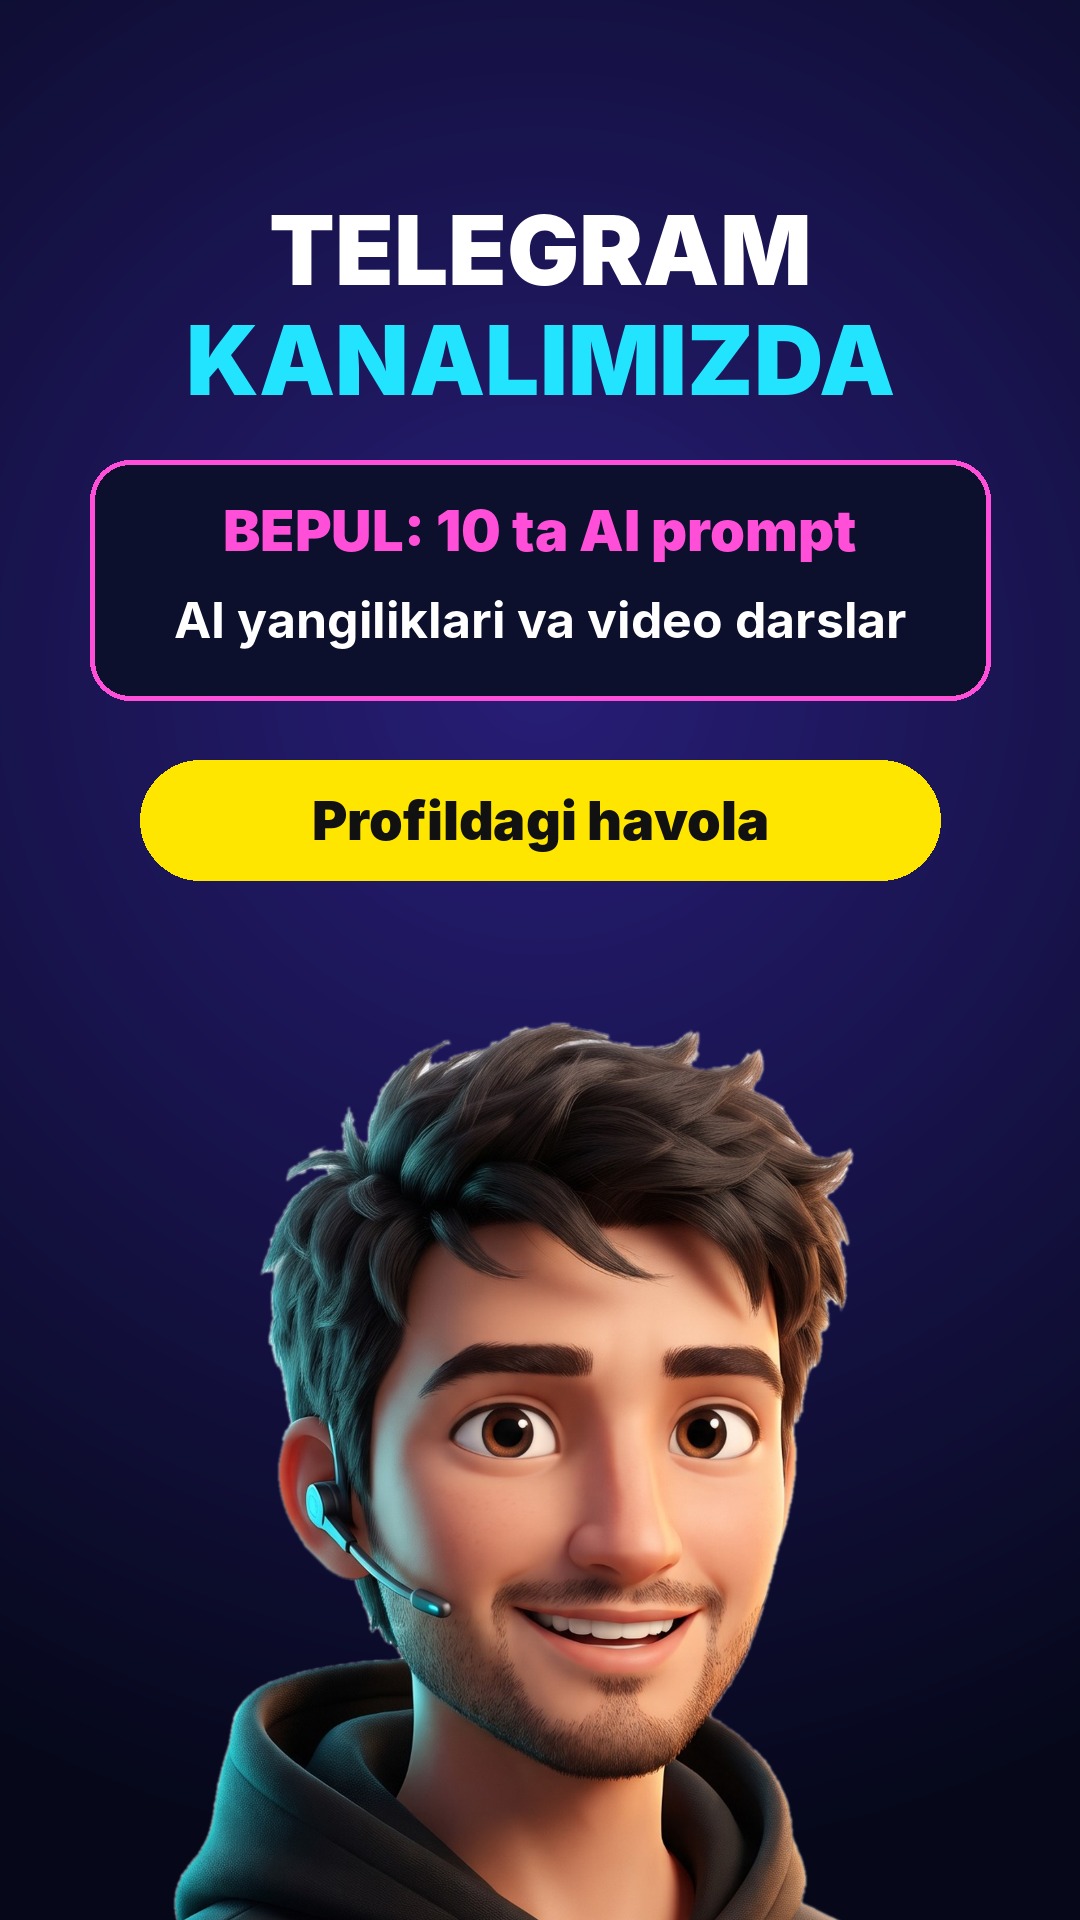 TELEGRAM
KANALIMIZDA
BEPUL: 10 ta AI prompt
AI yangiliklari va video darslar
Profildagi havola